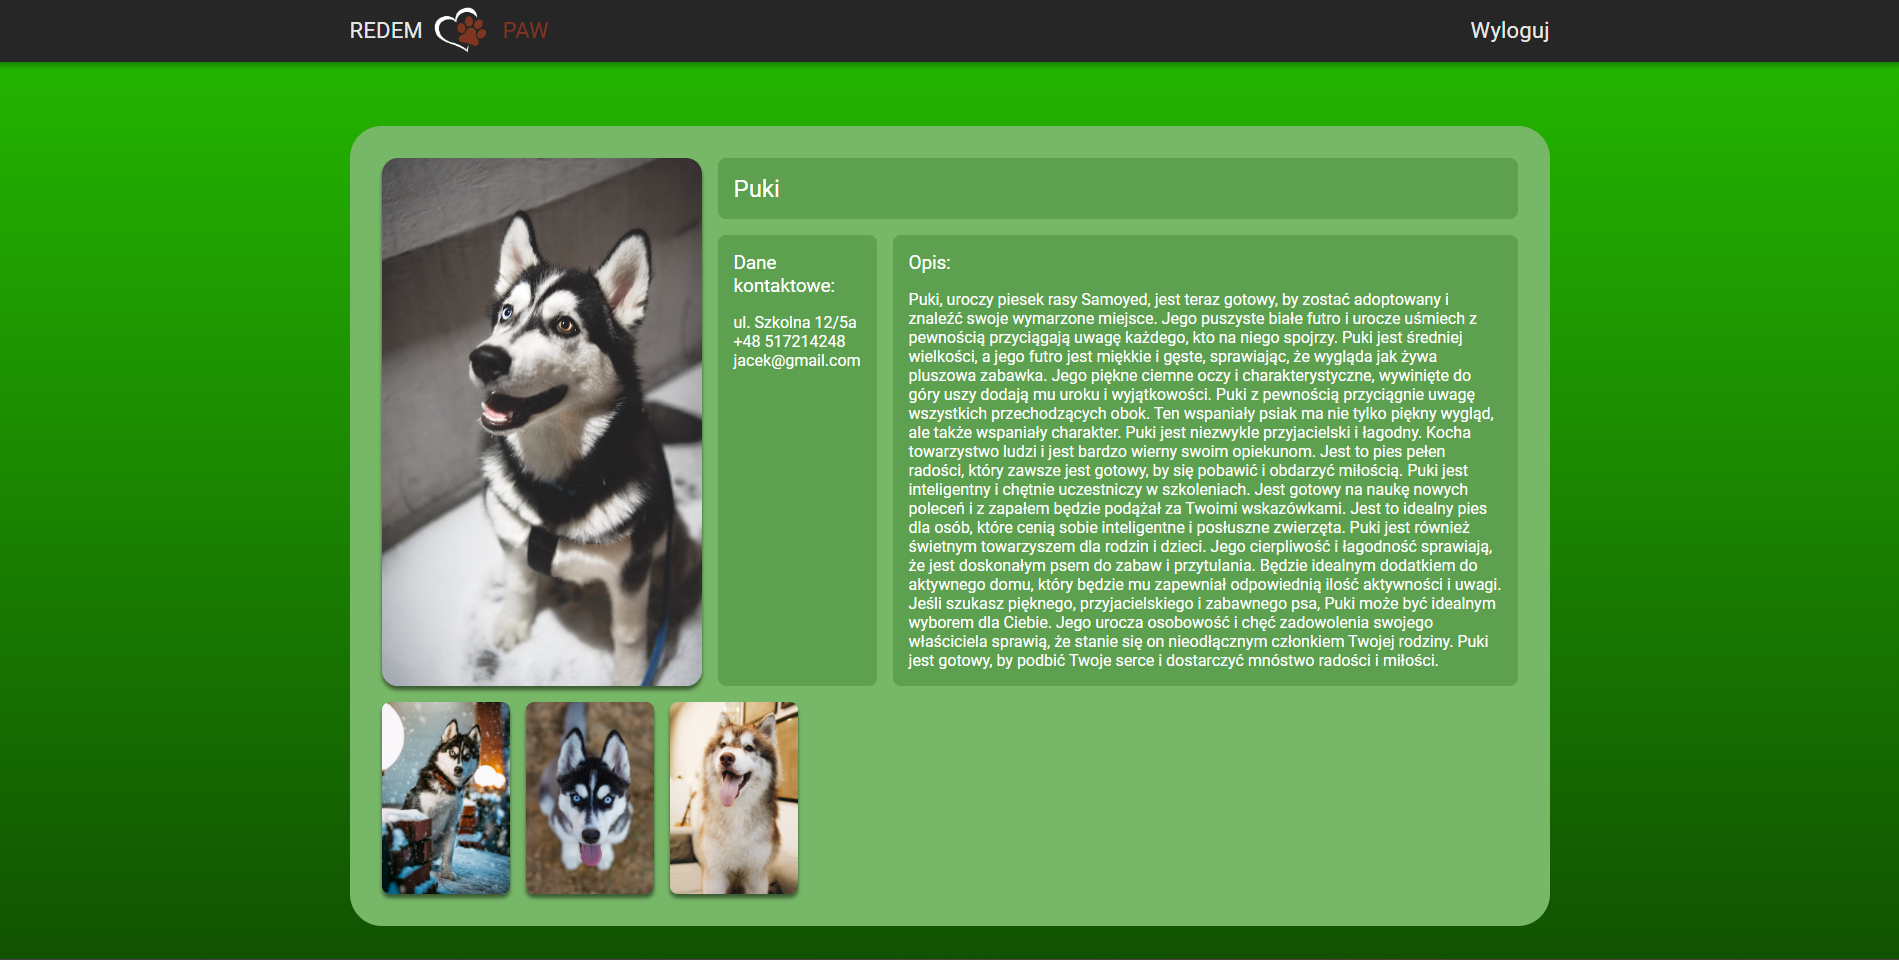 REDEM PAW
Wyloguj
Puki
Dane
kontaktowe:
ul. Szkolna 12/5a
+48 517214248
jacek@gmail.com
Opis:
Puki, uroczy piesek rasy Samoyed, jest teraz gotowy, by zostać adoptowany i
znaleźć swoje wymarzone miejsce. Jego puszyste białe futro i urocze uśmiech z
pewnością przyciągają uwagę każdego, kto na niego spojrzy. Puki jest średniej
wielkości, a jego futro jest miękkie i gęste, sprawiając, że wygląda jak żywa
pluszowa zabawka. Jego piękne ciemne oczy i charakterystyczne, wywinięte do
góry uszy dodają mu uroku i wyjątkowości. Puki z pewnością przyciągnie uwagę
wszystkich przechodzących obok. Ten wspaniały psiak ma nie tylko piękny wygląd,
ale także wspaniały charakter. Puki jest niezwykle przyjacielski i łagodny. Kocha
towarzystwo ludzi i jest bardzo wierny swoim opiekunom. Jest to pies pełen
radości, który zawsze jest gotowy, by się pobawić i obdarzyć miłością. Puki jest
inteligentny i chętnie uczestniczy w szkoleniach. Jest gotowy na naukę nowych
poleceń i z zapałem będzie podążał za Twoimi wskazówkami. Jest to idealny pies
dla osób, które cenią sobie inteligentne i posłuszne zwierzęta. Puki jest również
świetnym towarzyszem dla rodzin i dzieci. Jego cierpliwość i łagodność sprawiają,
że jest doskonałym psem do zabaw i przytulania. Będzie idealnym dodatkiem do
aktywnego domu, który będzie mu zapewniał odpowiednią ilość aktywności i uwagi.
Jeśli szukasz pięknego, przyjacielskiego i zabawnego psa, Puki może być idealnym
wyborem dla Ciebie. Jego urocza osobowość i chęć zadowolenia swojego
właściciela sprawią, że stanie się on nieodłącznym członkiem Twojej rodziny. Puki
jest gotowy, by podbić Twoje serce i dostarczyć mnóstwo radości i miłości.